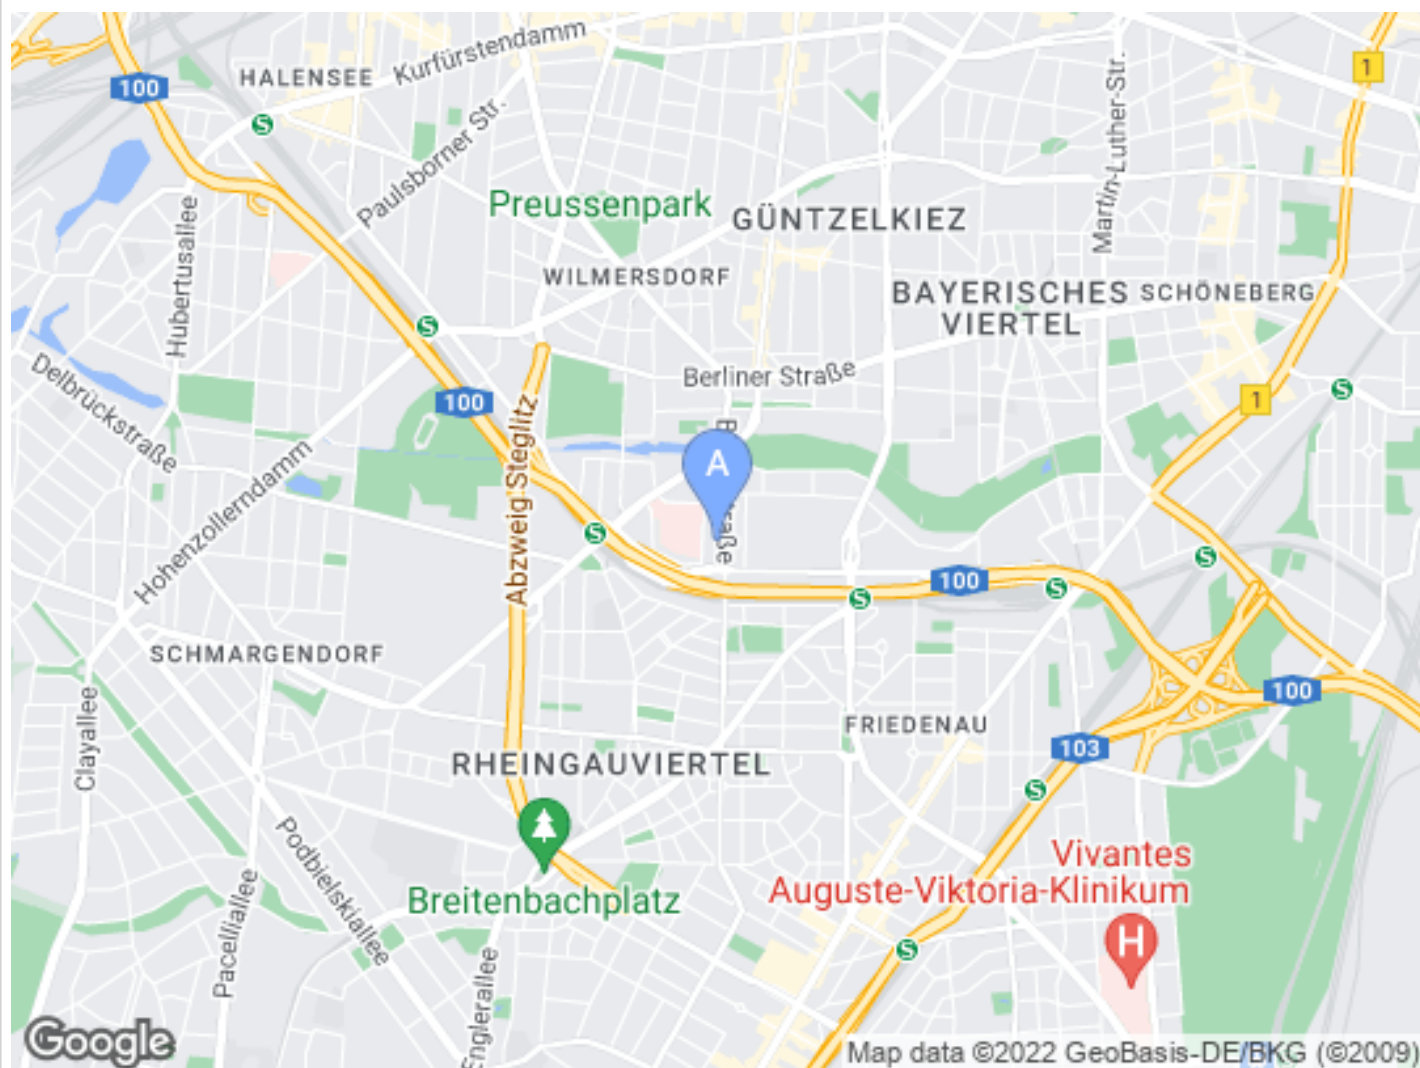 Kurfürstendamm
HALENSEE
100
1
S
Paulsborner Str.
Martin-Luther-Str.
Preussenpark
GÜNTZELKIEZ
Hubertusallee
WILMERSDORF
BAYERISCHES
VIERTEL
SCHÖNEBERG
S
Berliner Straße
Delbrückstraße
100
1
S
Abzweig Steglitz
A
raße
Hohenzollerndamm
S
S
100
S
S
SCHMARGENDORF
100
Clayallee
FRIEDENAU
103
RHEINGAUVIERTEL
S
Podbielskiallee
Breitenbachplatz
Vivantes
Auguste-Viktoria-Klinikum
H
Pacelliallee
Englerallee
S
Google
Map data ©2022 GeoBasis-DE/BKG (©2009)